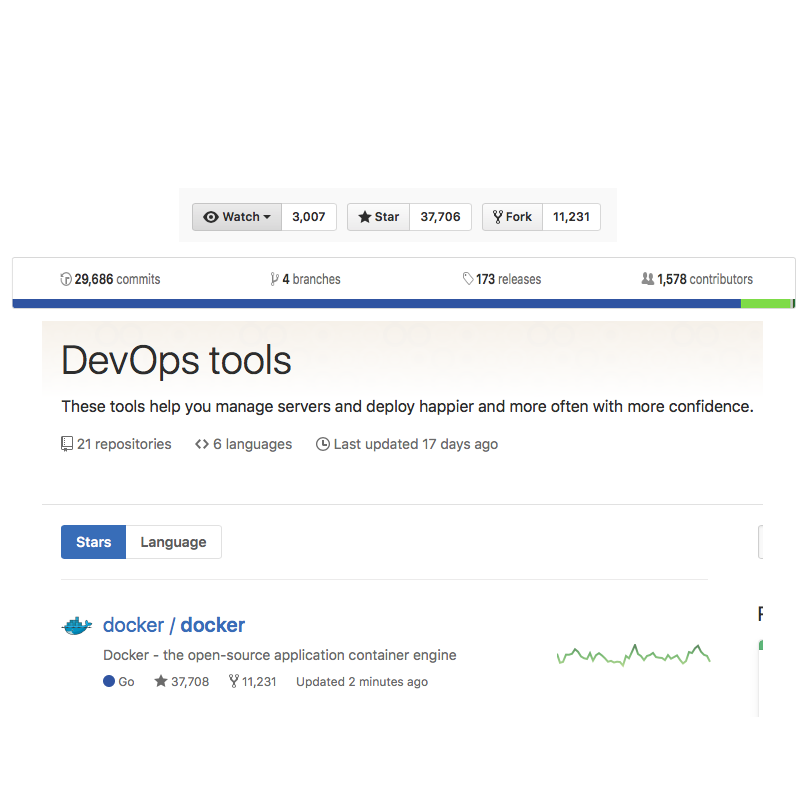 Watch 3,007 Star 37,706 Fork 11,231
29,686 commits 4 branches 173 releases 1,578 contributors
DevOps tools
These tools help you manage servers and deploy happier and more often with more confidence.
21 repositories 6 languages Last updated 17 days ago
Stars Language
docker / docker
Docker - the open-source application container engine
Go 37,708 11,231 Updated 2 minutes ago